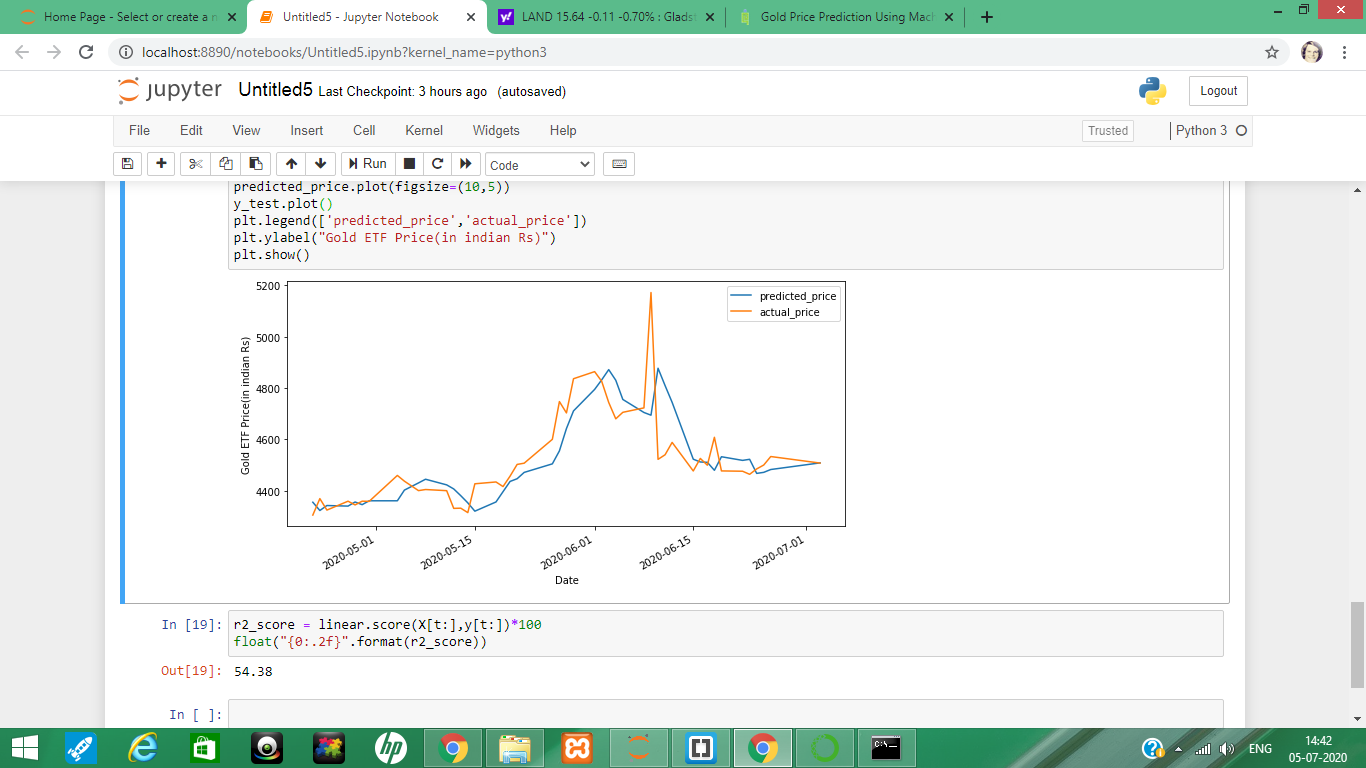 Home Page - Select or create a n
Untitled5 - Jupyter Notebook
LAND 15.64 -0.11 -0.70% : Gladst
Gold Price Prediction Using Mach
localhost:8890/notebooks/Untitled5.ipynb?kernel_name=python3
jupyter Untitled5 Last Checkpoint: 3 hours ago (autosaved)
Logout
File Edit View Insert Cell Kernel Widgets Help
Trusted
Python 3
Run
Code
predicted_price.plot(figsize=(10,5))
y_test.plot()
plt.legend(['predicted_price','actual_price'])
plt.ylabel("Gold ETF Price(in indian Rs)")
plt.show()
5200
5000
4800
4600
4400
Gold ETF Price(in indian Rs)
predicted_price
actual_price
2020-05-01
2020-05-15
2020-06-01
2020-06-15
2020-07-01
Date
In [19]:
r2_score = linear.score(X[t:],y[t:])*100
float("{0:.2f}".format(r2_score))
Out[19]: 54.38
In [ ]:
hp
ENG
14:42
05-07-2020